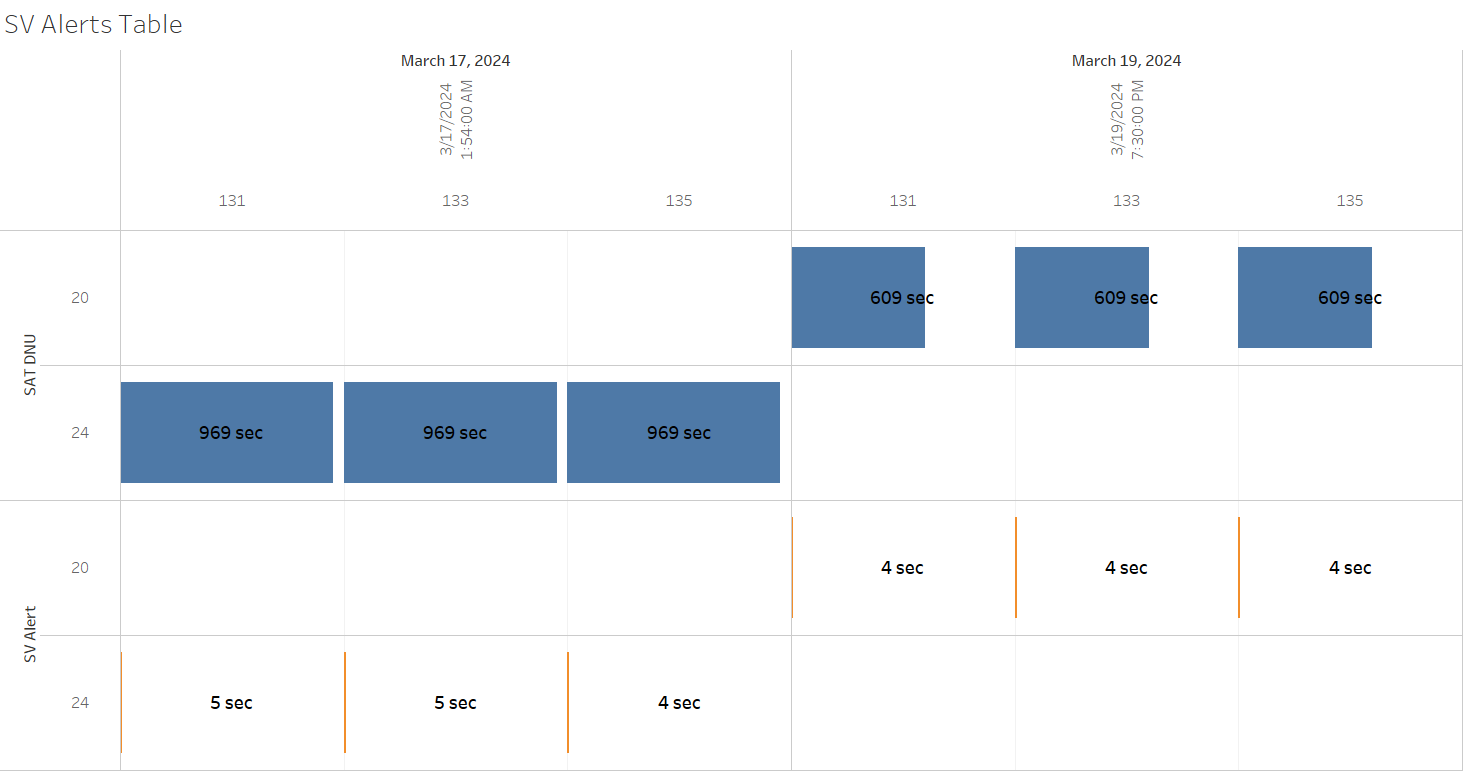 SV Alerts Table
March 17, 2024
March 19, 2024
3/17/2024
1:54:00 AM
3/19/2024
7:30:00 PM
131 133 135 131 133 135
SAT DNU
20 609 sec 609 sec 609 sec
24 969 sec 969 sec 969 sec
SV Alert
20 4 sec 4 sec 4 sec
24 5 sec 5 sec 4 sec